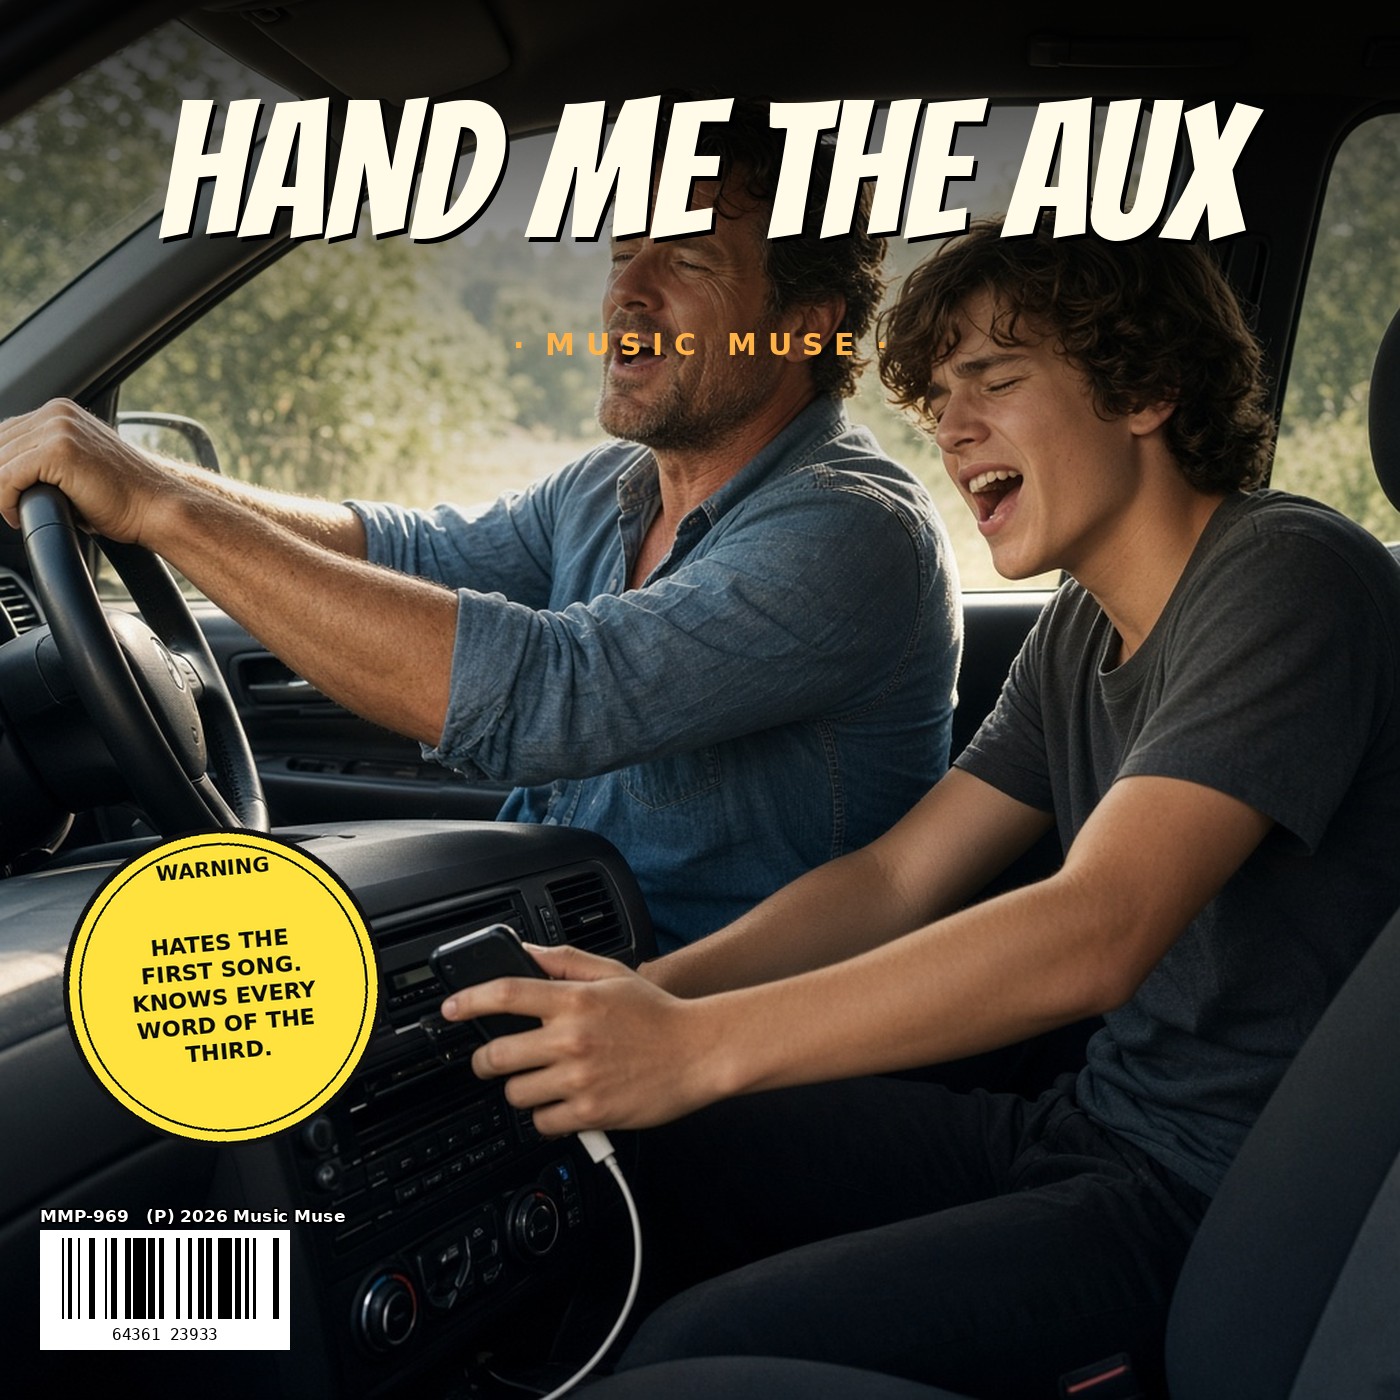 HAND ME THE AUX
· MUSIC MUSE ·
WARNING
HATES THE
FIRST SONG.
KNOWS EVERY
WORD OF THE
THIRD.
MMP-969 (P) 2026 Music Muse
64361 23933